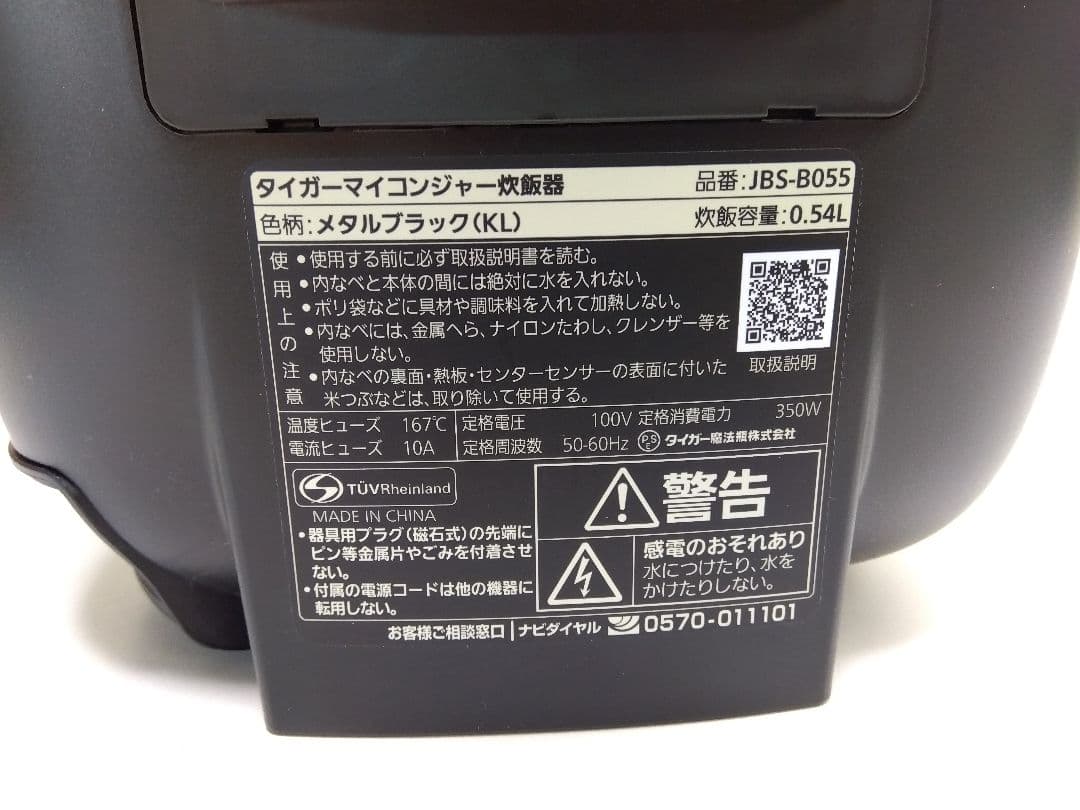 タイガーマイコンジャー炊飯器 品番:JBS-B055
色柄:メタルブラック(KL) 炊飯容量:0.54L
使用上の注意
•使用する前に必ず取扱説明書を読む。
•内なべと本体の間には絶対に水を入れない。
•ポリ袋などに具材や調味料を入れて加熱しない。
•内なべには、金属へら、ナイロンたわし、クレンザー等を
使用しない。
•内なべの裏面・熱板・センターセンサーの表面に付いた
米つぶなどは、取り除いて使用する。
取扱説明
温度ヒューズ 167℃ 定格電圧 100V 定格消費電力 350W
電流ヒューズ 10A 定格周波数 50-60Hz PSE タイガー魔法瓶株式会社
TÜVRheinland
MADE IN CHINA
•器具用プラグ(磁石式)の先端に
ピン等金属片やごみを付着させ
ない。
•付属の電源コードは他の機器に
転用しない。
警告
感電のおそれあり
水につけたり、水を
かけたりしない。
お客様ご相談窓口 | ナビダイヤル 0570-011101